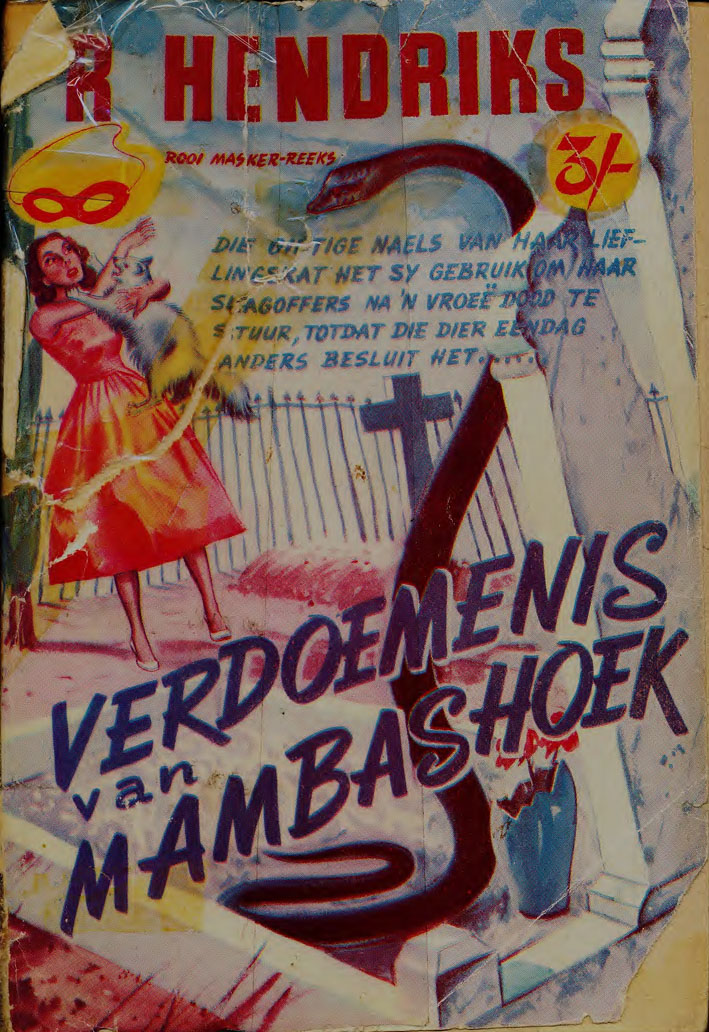 R HENDRIKS
ROOI MASKER-REEKS
3/-
DIE GIFTIGE NAELS VAN HAAR LIEF-
LINGSKAT HET SY GEBRUIK OM HAAR
SLAGOFFERS NA 'N VROEË DOOD TE
STUUR, TOTDAT DIE DIER EENDAG
ANDERS BESLUIT HET.....
VERDOEMENIS
van
MAMBASHOEK